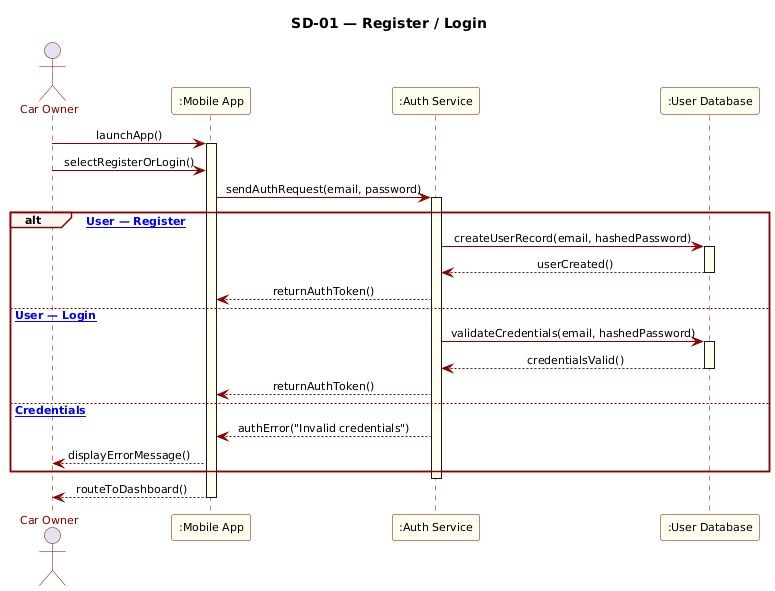 SD-01 — Register / Login
Car Owner
:Mobile App
:Auth Service
:User Database
launchApp()
selectRegisterOrLogin()
sendAuthRequest(email, password)
alt
User — Register
createUserRecord(email, hashedPassword)
userCreated()
returnAuthToken()
User — Login
validateCredentials(email, hashedPassword)
credentialsValid()
returnAuthToken()
Credentials
authError("Invalid credentials")
displayErrorMessage()
routeToDashboard()
Car Owner
:Mobile App
:Auth Service
:User Database